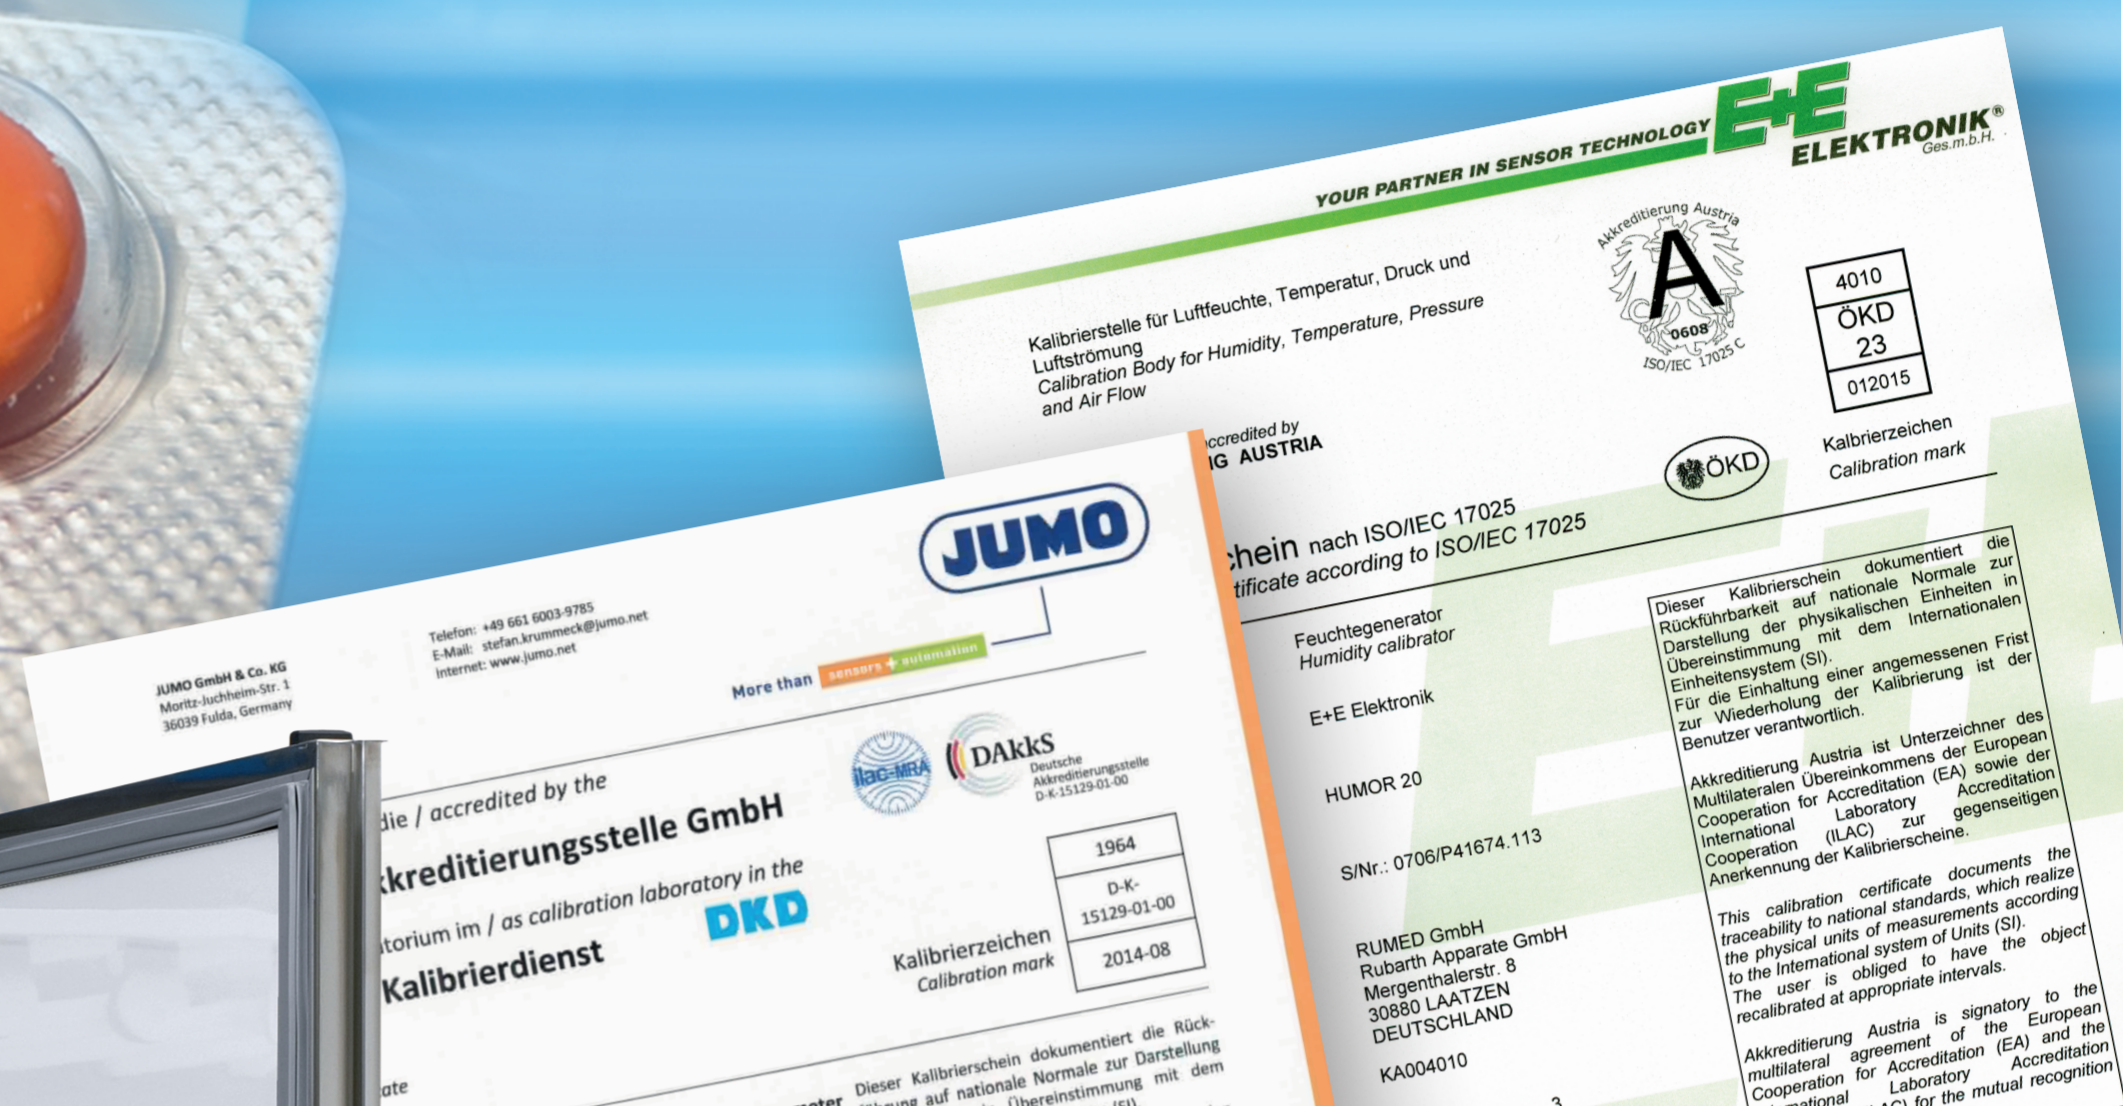 YOUR PARTNER IN SENSOR TECHNOLOGY
E+E
ELEKTRONIK®
Ges.m.b.H.
Kalibrierstelle für Luftfeuchte, Temperatur, Druck und
Luftströmung
Calibration Body for Humidity, Temperature, Pressure
and Air Flow
Akkreditierung Austria
A
0608
ISO/IEC 17025 C
4010
ÖKD
23
012015
Kalbrierzeichen
Calibration mark
ÖKD
accredited by
AUSTRIA
nach ISO/IEC 17025
according to ISO/IEC 17025
Feuchtegenerator
Humidity calibrator
E+E Elektronik
HUMOR 20
S/Nr.: 0706/P41674.113
RUMED GmbH
Rubarth Apparate GmbH
Mergenthalerstr. 8
30880 LAATZEN
DEUTSCHLAND
KA004010
3
Dieser Kalibrierschein dokumentiert die
Rückführbarkeit auf nationale Normale zur
Darstellung der physikalischen Einheiten in
Übereinstimmung mit dem Internationalen
Einheitensystem (SI).
Für die Einhaltung einer angemessenen Frist
zur Wiederholung der Kalibrierung ist der
Benutzer verantwortlich.
Akkreditierung Austria ist Unterzeichner des
Multilateralen Übereinkommens der European
Cooperation for Accreditation (EA) sowie der
International Laboratory Accreditation
Cooperation (ILAC) zur gegenseitigen
Anerkennung der Kalibrierscheine.
This calibration certificate documents the
traceability to national standards, which realize
the physical units of measurements according
to the International system of Units (SI).
The user is obliged to have the object
recalibrated at appropriate intervals.
Akkreditierung Austria is signatory to the
multilateral agreement of the European
Cooperation for Accreditation (EA) and the
Laboratory Accreditation
for the mutual recognition
JUMO
More than sensors + automation
JUMO GmbH & Co. KG
Moritz-Juchheim-Str. 1
36039 Fulda, Germany
Telefon: +49 661 6003-9785
E-Mail: stefan.krummeck@jumo.net
Internet: www.jumo.net
die / accredited by the
kkreditierungsstelle GmbH
ilac-MRA
DAkkS
Deutsche
Akkreditierungsstelle
D-K-15129-01-00
torium im / as calibration laboratory in the
Kalibrierdienst
DKD
Kalibrierzeichen
Calibration mark
1964
D-K-
15129-01-00
2014-08
Dieser Kalibrierschein dokumentiert die Rück-
auf nationale Normale zur Darstellung
Übereinstimmung mit dem